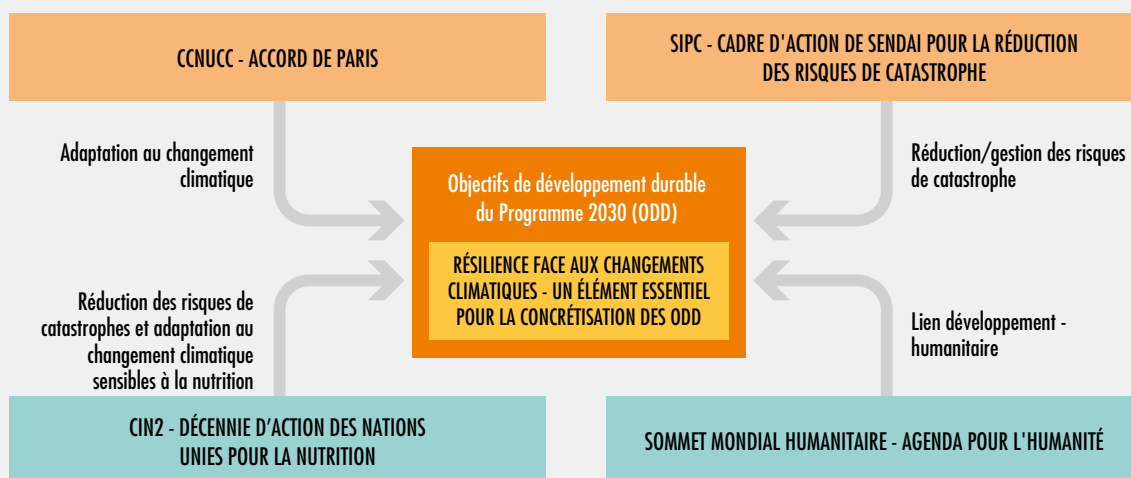 CCNUCC - ACCORD DE PARIS
SIPC - CADRE D'ACTION DE SENDAI POUR LA RÉDUCTION
DES RISQUES DE CATASTROPHE
Adaptation au changement
climatique
Réduction/gestion des risques
de catastrophe
Objectifs de développement durable
du Programme 2030 (ODD)
RÉSILIENCE FACE AUX CHANGEMENTS
CLIMATIQUES - UN ÉLÉMENT ESSENTIEL
POUR LA CONCRÉTISATION DES ODD
Réduction des risques de
catastrophes et adaptation au
changement climatique
sensibles à la nutrition
Lien développement -
humanitaire
CIN2 - DÉCENNIE D’ACTION DES NATIONS
UNIES POUR LA NUTRITION
SOMMET MONDIAL HUMANITAIRE - AGENDA POUR L'HUMANITÉ